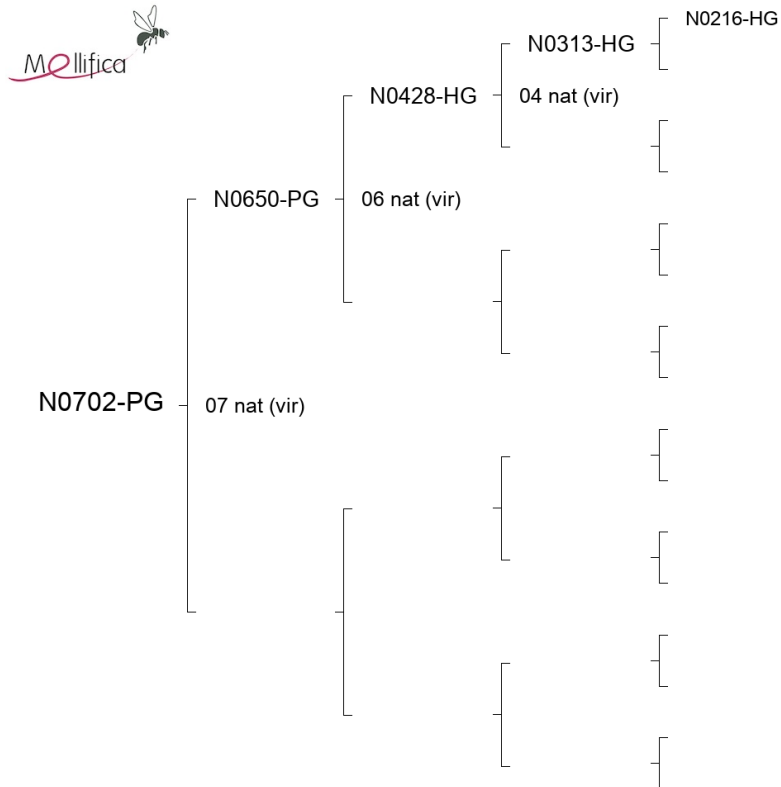 N0216-HG
N0313-HG
Mellifica
N0428-HG
04 nat (vir)
N0650-PG
06 nat (vir)
N0702-PG
07 nat (vir)